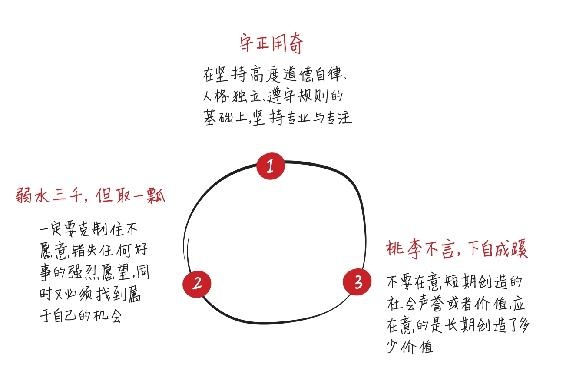 守正用奇
在坚持高度道德自律、
人格独立、遵守规则的
基础上,坚持专业与专注
1
弱水三千,但取一瓢
一定要克制住不
愿意错失任何好
事的强烈愿望,同
时又必须找到属
于自己的机会
2
桃李不言,下自成蹊
不要在意短期创造的
社会声誉或者价值,应
在意的是长期创造了多
少价值
3